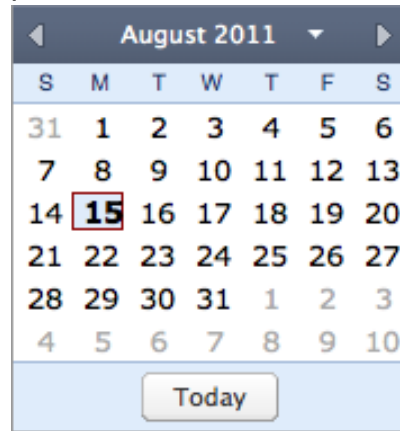 August 2011
S M T W T F S
31 1 2 3 4 5 6
7 8 9 10 11 12 13
14 15 16 17 18 19 20
21 22 23 24 25 26 27
28 29 30 31 1 2 3
4 5 6 7 8 9 10
Today